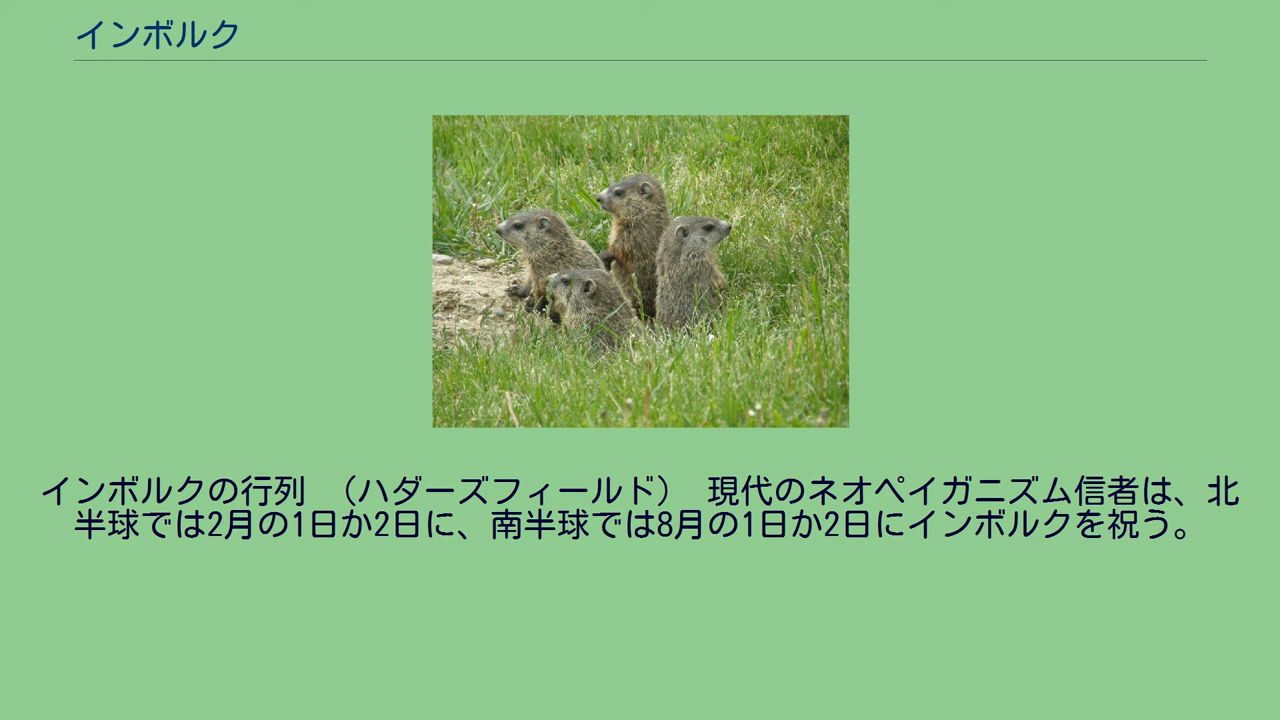 インボルク
インボルクの行列　（ハダーズフィールド）　現代のネオペイガニズム信者は、北
半球では2月の1日か2日に、南半球では8月の1日か2日にインボルクを祝う。